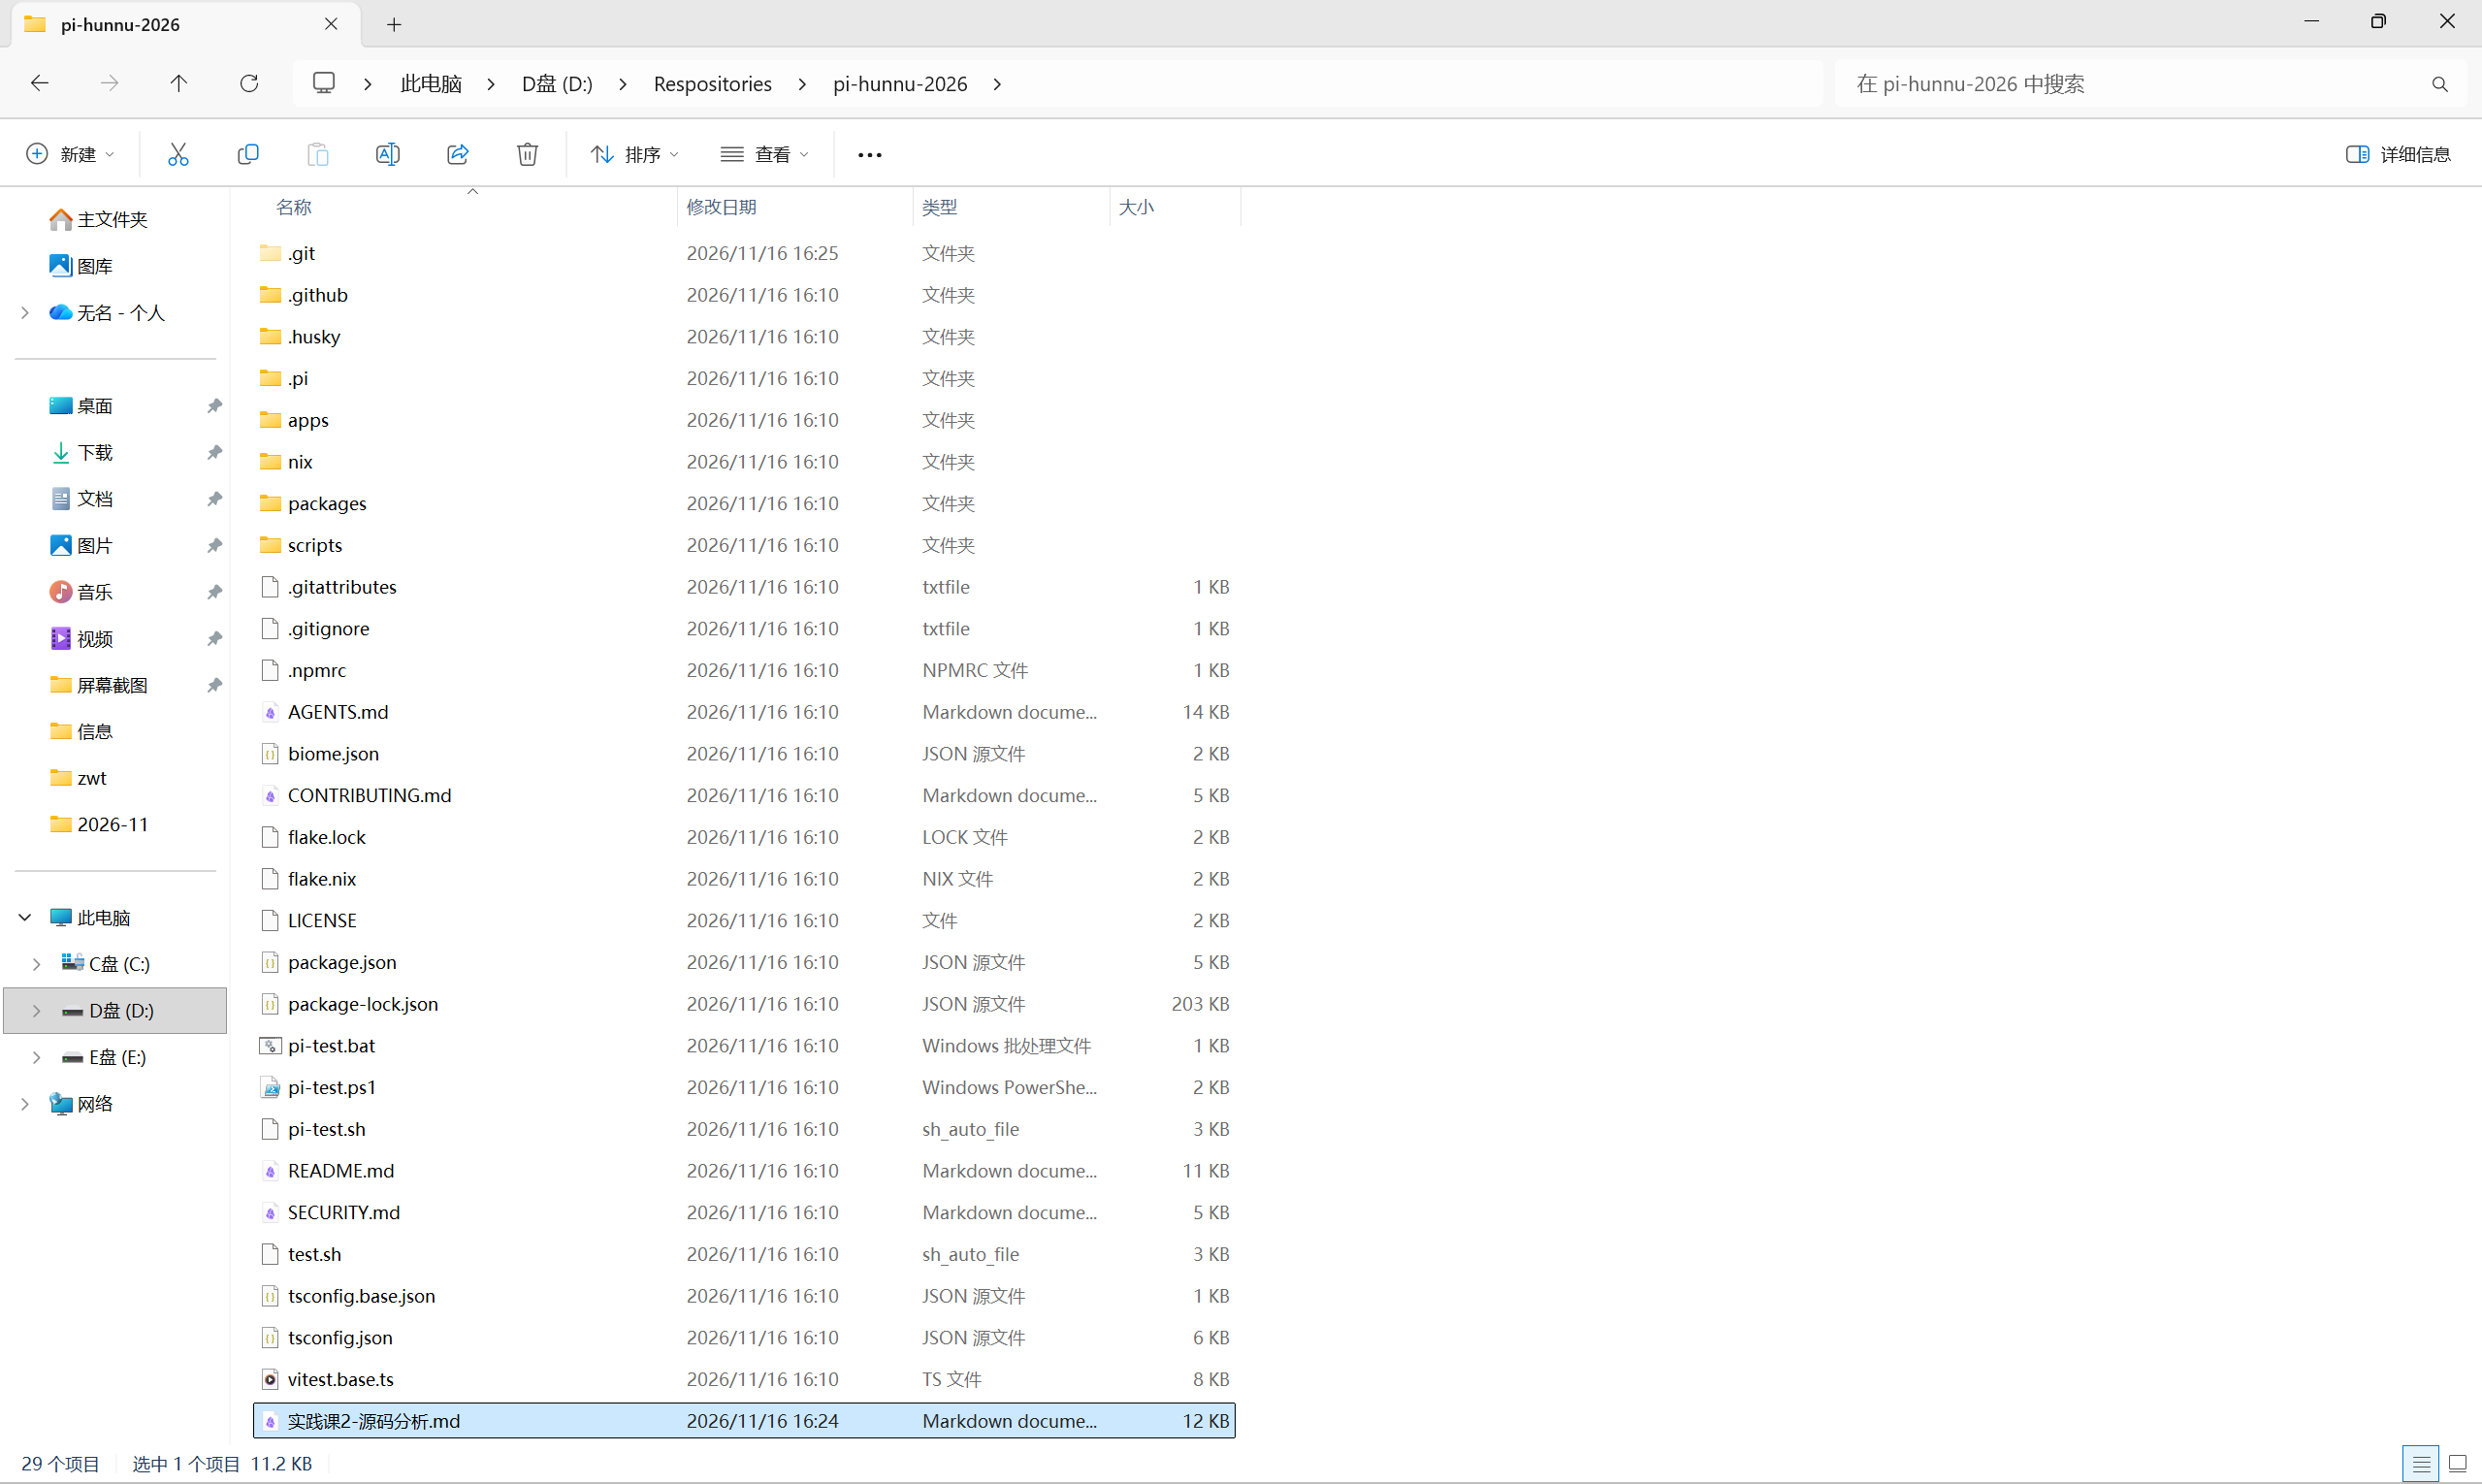 pi-hunnu-2026
此电脑 D盘 (D:) Respositories pi-hunnu-2026
在 pi-hunnu-2026 中搜索
新建 排序 查看 详细信息
主文件夹
图库
无名 - 个人
桌面
下载
文档
图片
音乐
视频
屏幕截图
信息
zwt
2026-11
此电脑
C盘 (C:)
D盘 (D:)
E盘 (E:)
网络
名称 修改日期 类型 大小
.git 2026/11/16 16:25 文件夹
.github 2026/11/16 16:10 文件夹
.husky 2026/11/16 16:10 文件夹
.pi 2026/11/16 16:10 文件夹
apps 2026/11/16 16:10 文件夹
nix 2026/11/16 16:10 文件夹
packages 2026/11/16 16:10 文件夹
scripts 2026/11/16 16:10 文件夹
.gitattributes 2026/11/16 16:10 txtfile 1 KB
.gitignore 2026/11/16 16:10 txtfile 1 KB
.npmrc 2026/11/16 16:10 NPMRC 文件 1 KB
AGENTS.md 2026/11/16 16:10 Markdown docume... 14 KB
biome.json 2026/11/16 16:10 JSON 源文件 2 KB
CONTRIBUTING.md 2026/11/16 16:10 Markdown docume... 5 KB
flake.lock 2026/11/16 16:10 LOCK 文件 2 KB
flake.nix 2026/11/16 16:10 NIX 文件 2 KB
LICENSE 2026/11/16 16:10 文件 2 KB
package.json 2026/11/16 16:10 JSON 源文件 5 KB
package-lock.json 2026/11/16 16:10 JSON 源文件 203 KB
pi-test.bat 2026/11/16 16:10 Windows 批处理文件 1 KB
pi-test.ps1 2026/11/16 16:10 Windows PowerShe... 2 KB
pi-test.sh 2026/11/16 16:10 sh_auto_file 3 KB
README.md 2026/11/16 16:10 Markdown docume... 11 KB
SECURITY.md 2026/11/16 16:10 Markdown docume... 5 KB
test.sh 2026/11/16 16:10 sh_auto_file 3 KB
tsconfig.base.json 2026/11/16 16:10 JSON 源文件 1 KB
tsconfig.json 2026/11/16 16:10 JSON 源文件 6 KB
vitest.base.ts 2026/11/16 16:10 TS 文件 8 KB
实践课2-源码分析.md 2026/11/16 16:24 Markdown docume... 12 KB
29 个项目 选中 1 个项目 11.2 KB